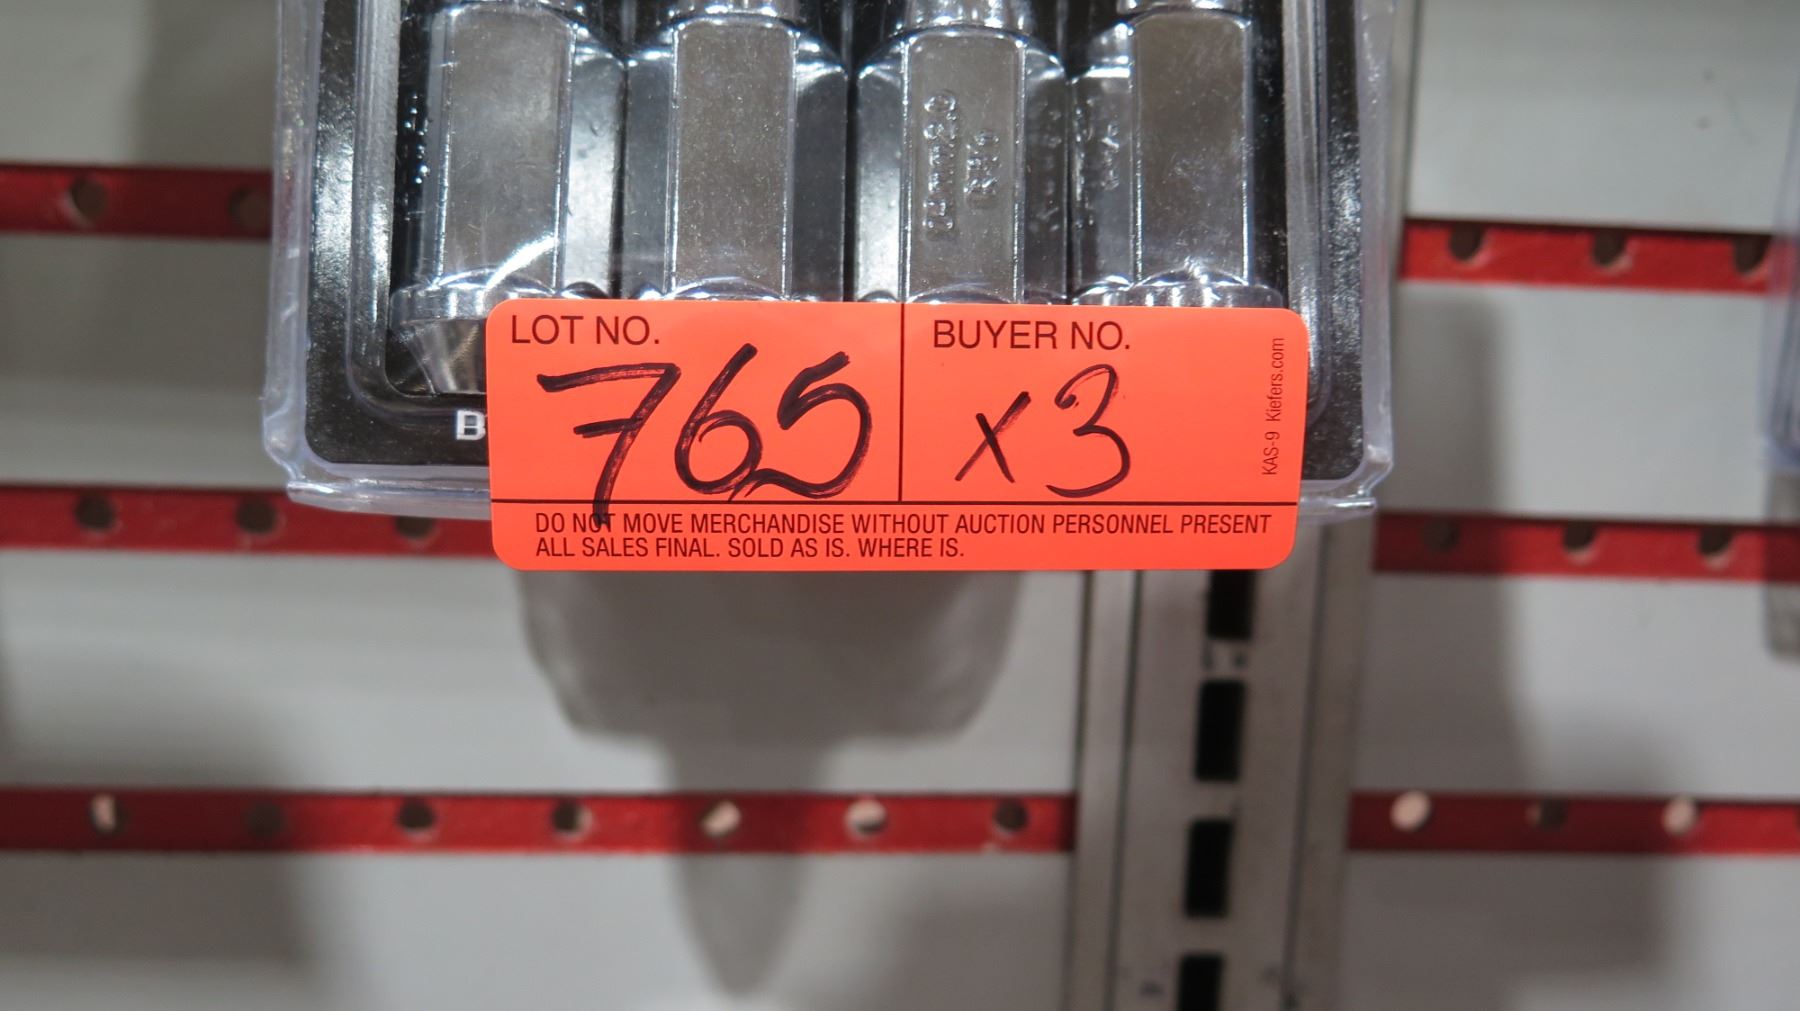 LOT NO.
765
BUYER NO.
x3
KAS-9 Kiefers.com
DO NOT MOVE MERCHANDISE WITHOUT AUCTION PERSONNEL PRESENT
ALL SALES FINAL. SOLD AS IS. WHERE IS.